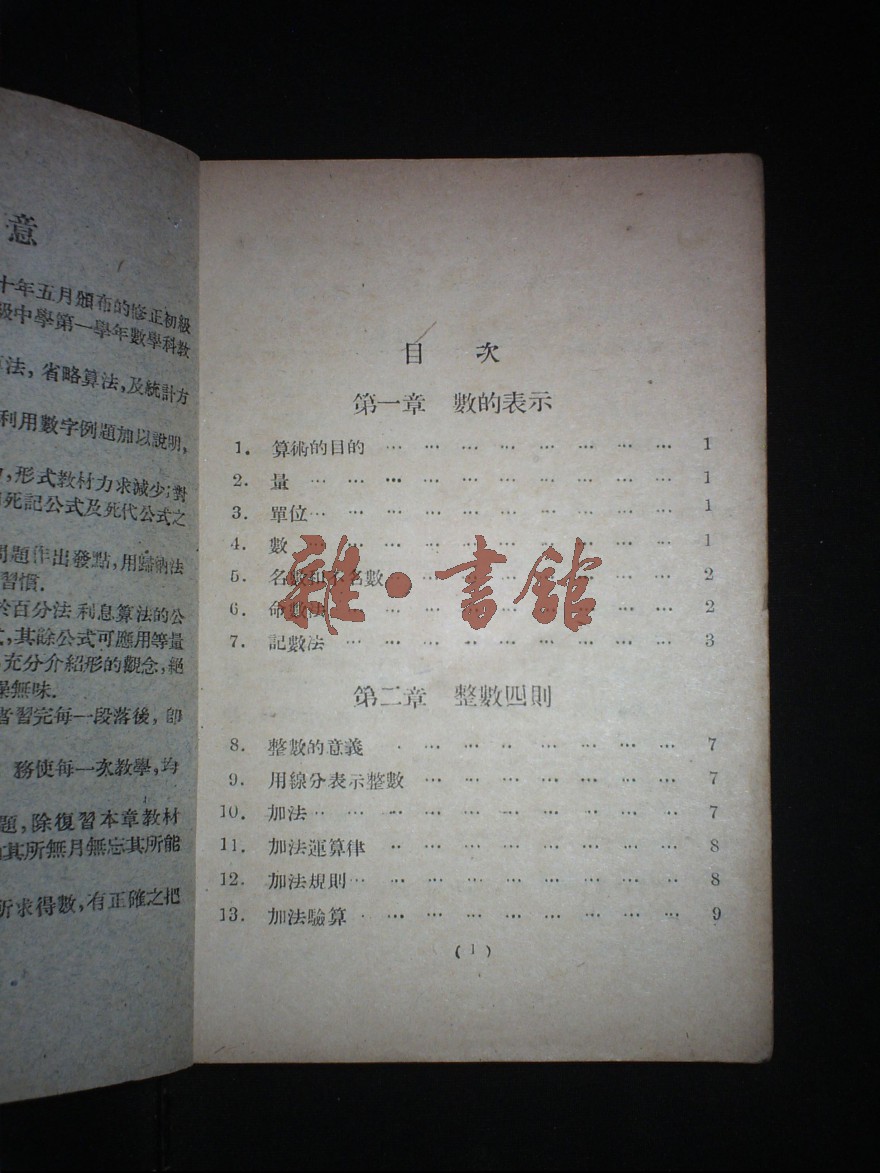 意
十年五月頒布的修正初級
級中學第一學年數學科教
算法, 省略算法, 及統計方
利用數字例題加以說明,
形式教材力求減少; 對
死記公式及死代公式之
問題作出發點, 用歸納法
習慣.
於百分法利息算法的公
式, 其餘公式可應用等量
充分介紹形的觀念, 絕
燥無味.
者習完每一段落後, 即
務使每一次教學, 均
題, 除復習本章教材
其所無月無忘其所能
所求得數, 有正確之把
目 次
第一章 數的表示
1. 算術的目的 … … … … … … … … 1
2. 量 … … … … … … … … … … 1
3. 單位 … … … … … … … … … … 1
4. 數 … … … … … … … … … … 1
5. 名數和不名數 … … … … … … … … 2
6. 命數法 … … … … … … … … … 2
7. 記數法 … … … … … … … … … 3
第二章 整數四則
8. 整數的意義 … … … … … … … … 7
9. 用線分表示整數 … … … … … … … 7
10. 加法 … … … … … … … … … … 7
11. 加法運算律 … … … … … … … … 8
12. 加法規則 … … … … … … … … … 8
13. 加法驗算 … … … … … … … … … 9
( 1 )
雜·書館